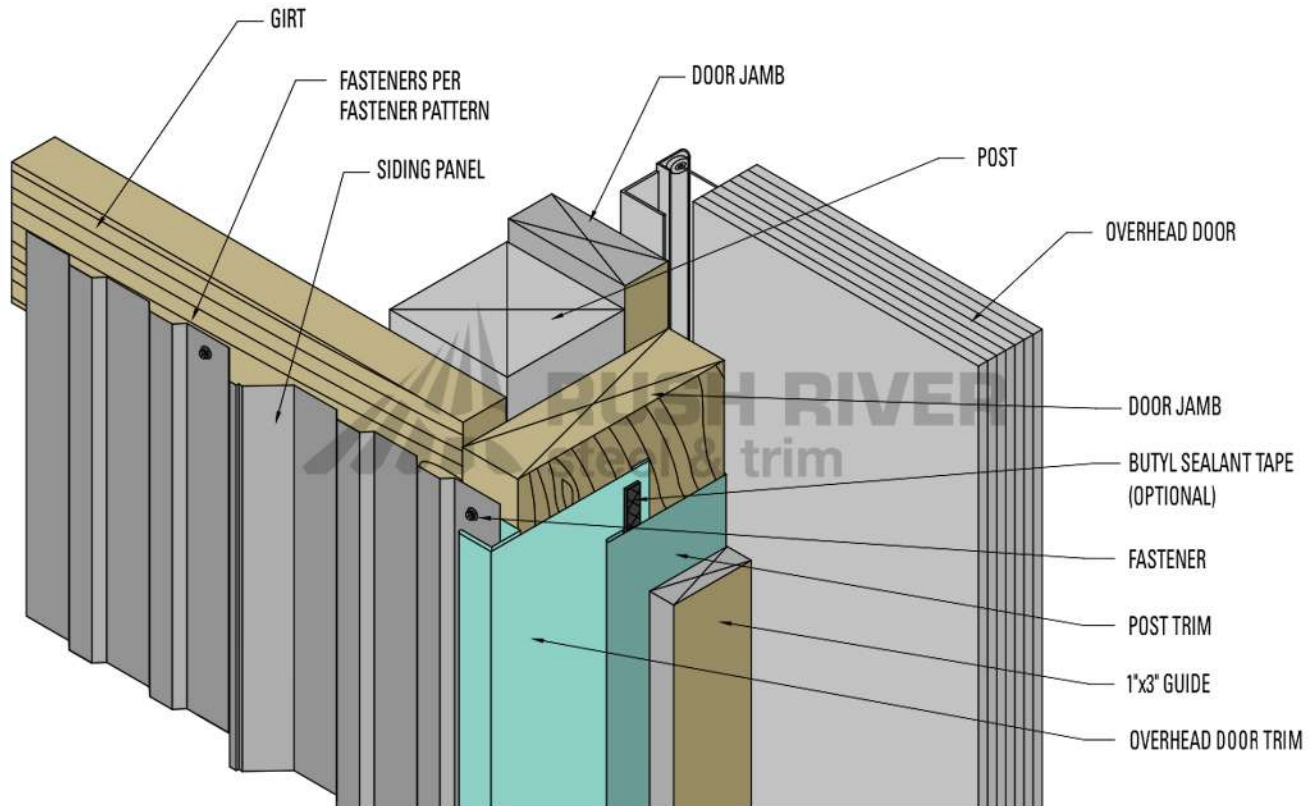 GIRT
FASTENERS PER
FASTENER PATTERN
SIDING PANEL
DOOR JAMB
POST
OVERHEAD DOOR
RUSH RIVER
steel & trim
DOOR JAMB
BUTYL SEALANT TAPE
(OPTIONAL)
FASTENER
POST TRIM
1"x3" GUIDE
OVERHEAD DOOR TRIM